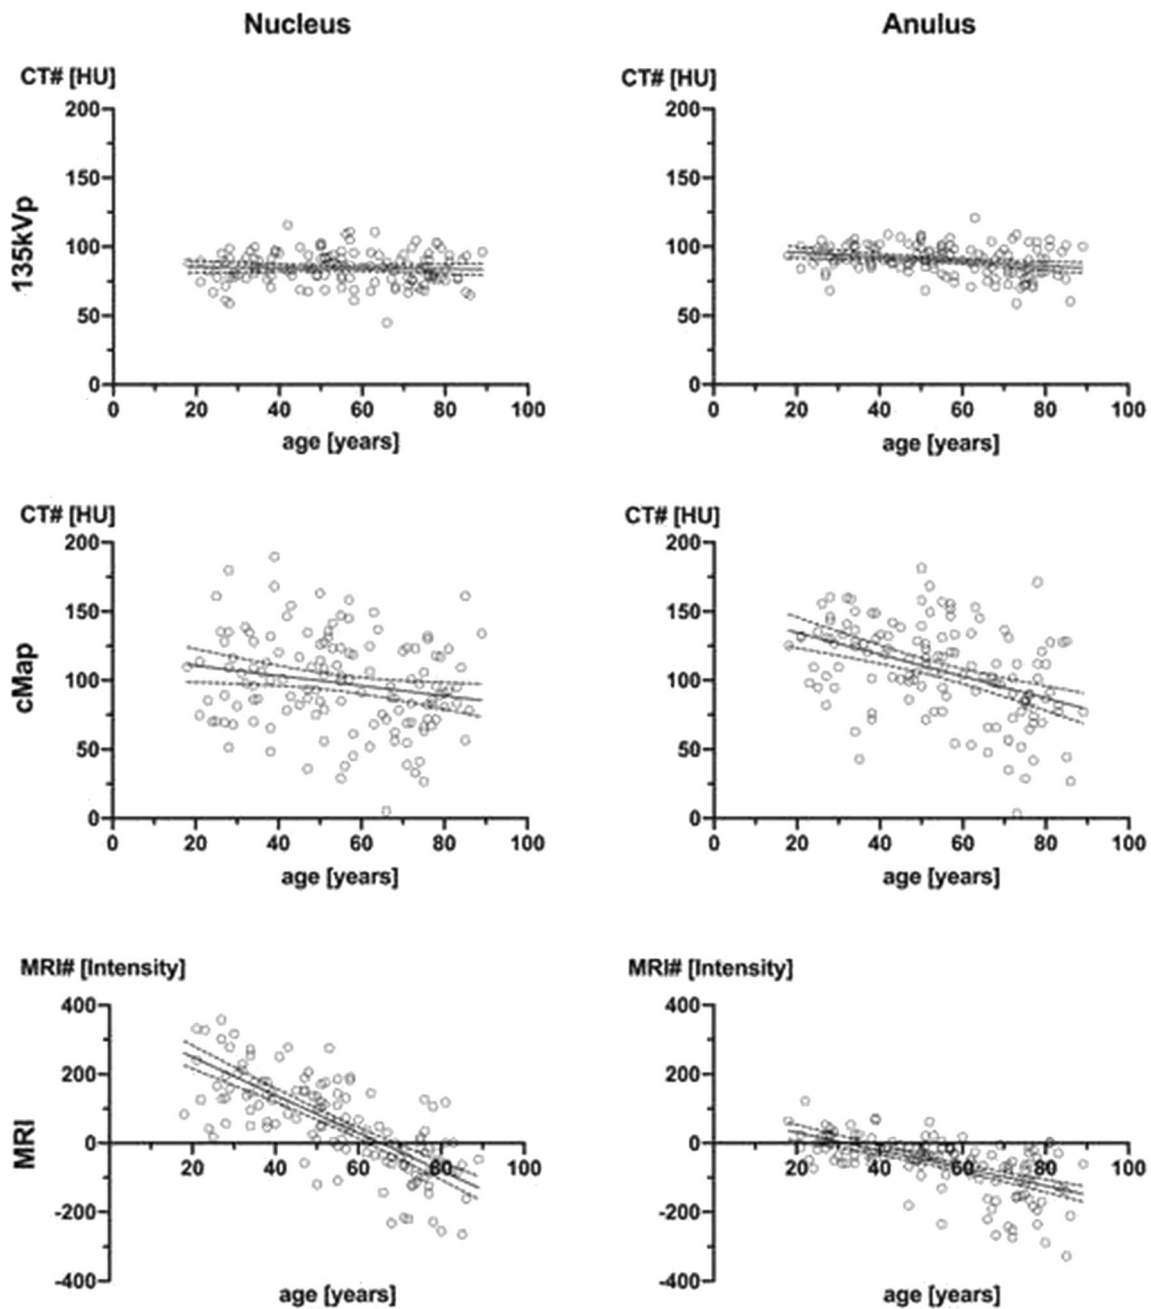 Nucleus Anulus
CT# [HU] CT# [HU]
135kVp
200 200
150 150
100 100
50 50
0 0
0 20 40 60 80 100 0 20 40 60 80 100
age [years] age [years]
CT# [HU] CT# [HU]
cMap
200 200
150 150
100 100
50 50
0 0
0 20 40 60 80 100 0 20 40 60 80 100
age [years] age [years]
MRI# [Intensity] MRI# [Intensity]
MRI
400 400
200 200
0 0
20 40 60 80 100 20 40 60 80 100
-200 -200
-400 -400
age [years] age [years]